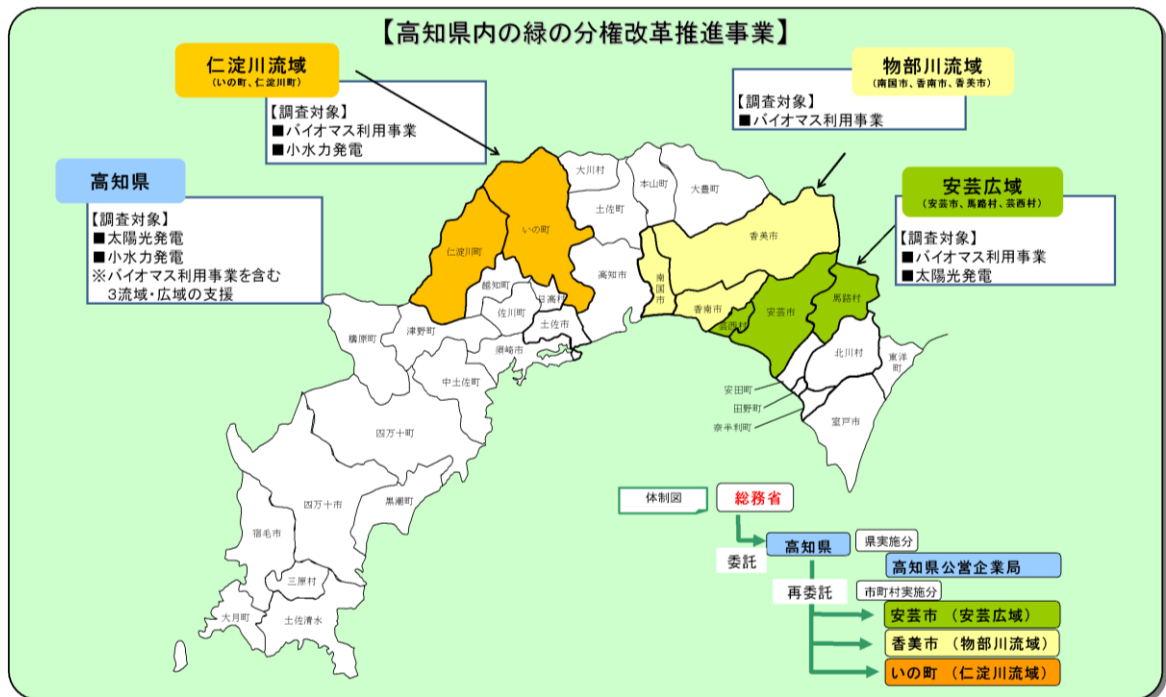 【高知県内の緑の分権改革推進事業】
仁淀川流域
(いの町、仁淀川町)
【調査対象】
■バイオマス利用事業
■小水力発電
物部川流域
(南国市、香南市、香美市)
【調査対象】
■バイオマス利用事業
高知県
【調査対象】
■太陽光発電
■小水力発電
※バイオマス利用事業を含む
3流域・広域の支援
安芸広域
(安芸市、馬路村、芸西村)
【調査対象】
■バイオマス利用事業
■太陽光発電
大川村
本山町
大豊町
土佐町
いの町
香美市
仁淀川町
高知市
南国市
越知町
日高村
香南市
馬路村
佐川町
安芸市
芸西村
津野町
土佐市
梼原町
須崎市
北川村
東洋町
中土佐町
安田町
田野町
奈半利町
室戸市
四万十町
四万十市
黒潮町
宿毛市
三原村
大月町
土佐清水
体制図
総務省
委託
高知県
県実施分
高知県公営企業局
再委託
市町村実施分
安芸市 (安芸広域)
香美市 (物部川流域)
いの町 (仁淀川流域)